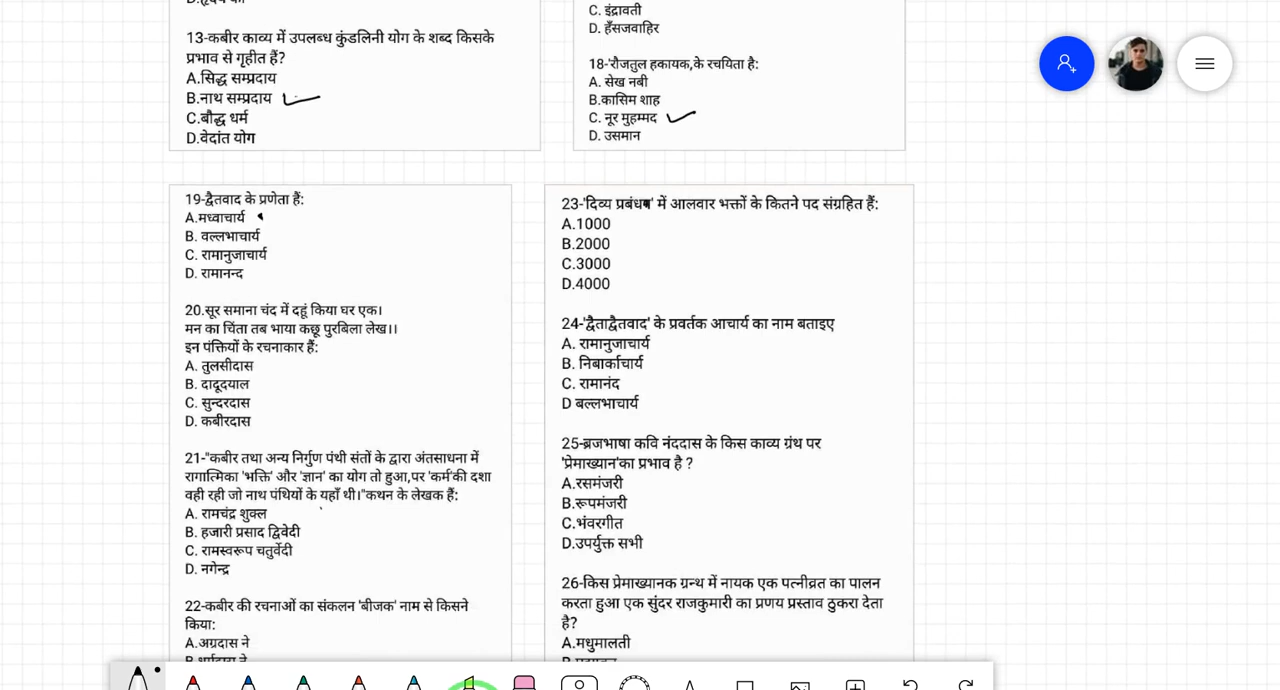 13-कबीर काव्य में उपलब्ध कुंडलिनी योग के शब्द किसके
प्रभाव से गृहीत हैं?
A.सिद्ध सम्प्रदाय
B.नाथ सम्प्रदाय
C.बौद्ध धर्म
D.वेदांत योग
C. इंद्रावती
D. हँसजवाहिर
18-'रौजतुल हकायक,के रचयिता है:
A. सेख नबी
B.कासिम शाह
C. नूर मुहम्मद
D. उसमान
19-द्वैतवाद के प्रणेता हैं:
A.मध्वाचार्य
B. वल्लभाचार्य
C. रामानुजाचार्य
D. रामानन्द
20.सूर समाना चंद में दहूं किया घर एक।
मन का चिंता तब भाया कछू पुरबिला लेख।।
इन पंक्तियों के रचनाकार हैं:
A. तुलसीदास
B. दादूदयाल
C. सुन्दरदास
D. कबीरदास
21-"कबीर तथा अन्य निर्गुण पंथी संतों के द्वारा अंतसाधना में
रागात्मिका 'भक्ति' और 'ज्ञान' का योग तो हुआ,पर 'कर्म'की दशा
वही रही जो नाथ पंथियों के यहाँ थी।"कथन के लेखक हैं:
A. रामचंद्र शुक्ल
B. हजारी प्रसाद द्विवेदी
C. रामस्वरूप चतुर्वेदी
D. नगेन्द्र
22-कबीर की रचनाओं का संकलन 'बीजक' नाम से किसने
किया:
A.अग्रदास ने
23-'दिव्य प्रबंधम' में आलवार भक्तों के कितने पद संग्रहित हैं:
A.1000
B.2000
C.3000
D.4000
24-'द्वैताद्वैतवाद' के प्रवर्तक आचार्य का नाम बताइए
A. रामानुजाचार्य
B. निबार्काचार्य
C. रामानंद
D बल्लभाचार्य
25-ब्रजभाषा कवि नंददास के किस काव्य ग्रंथ पर
'प्रेमाख्यान'का प्रभाव है ?
A.रसमंजरी
B.रूपमंजरी
C.भंवरगीत
D.उपर्युक्त सभी
26-किस प्रेमाख्यानक ग्रन्थ में नायक एक पत्नीव्रत का पालन
करता हुआ एक सुंदर राजकुमारी का प्रणय प्रस्ताव ठुकरा देता
है?
A.मधुमालती